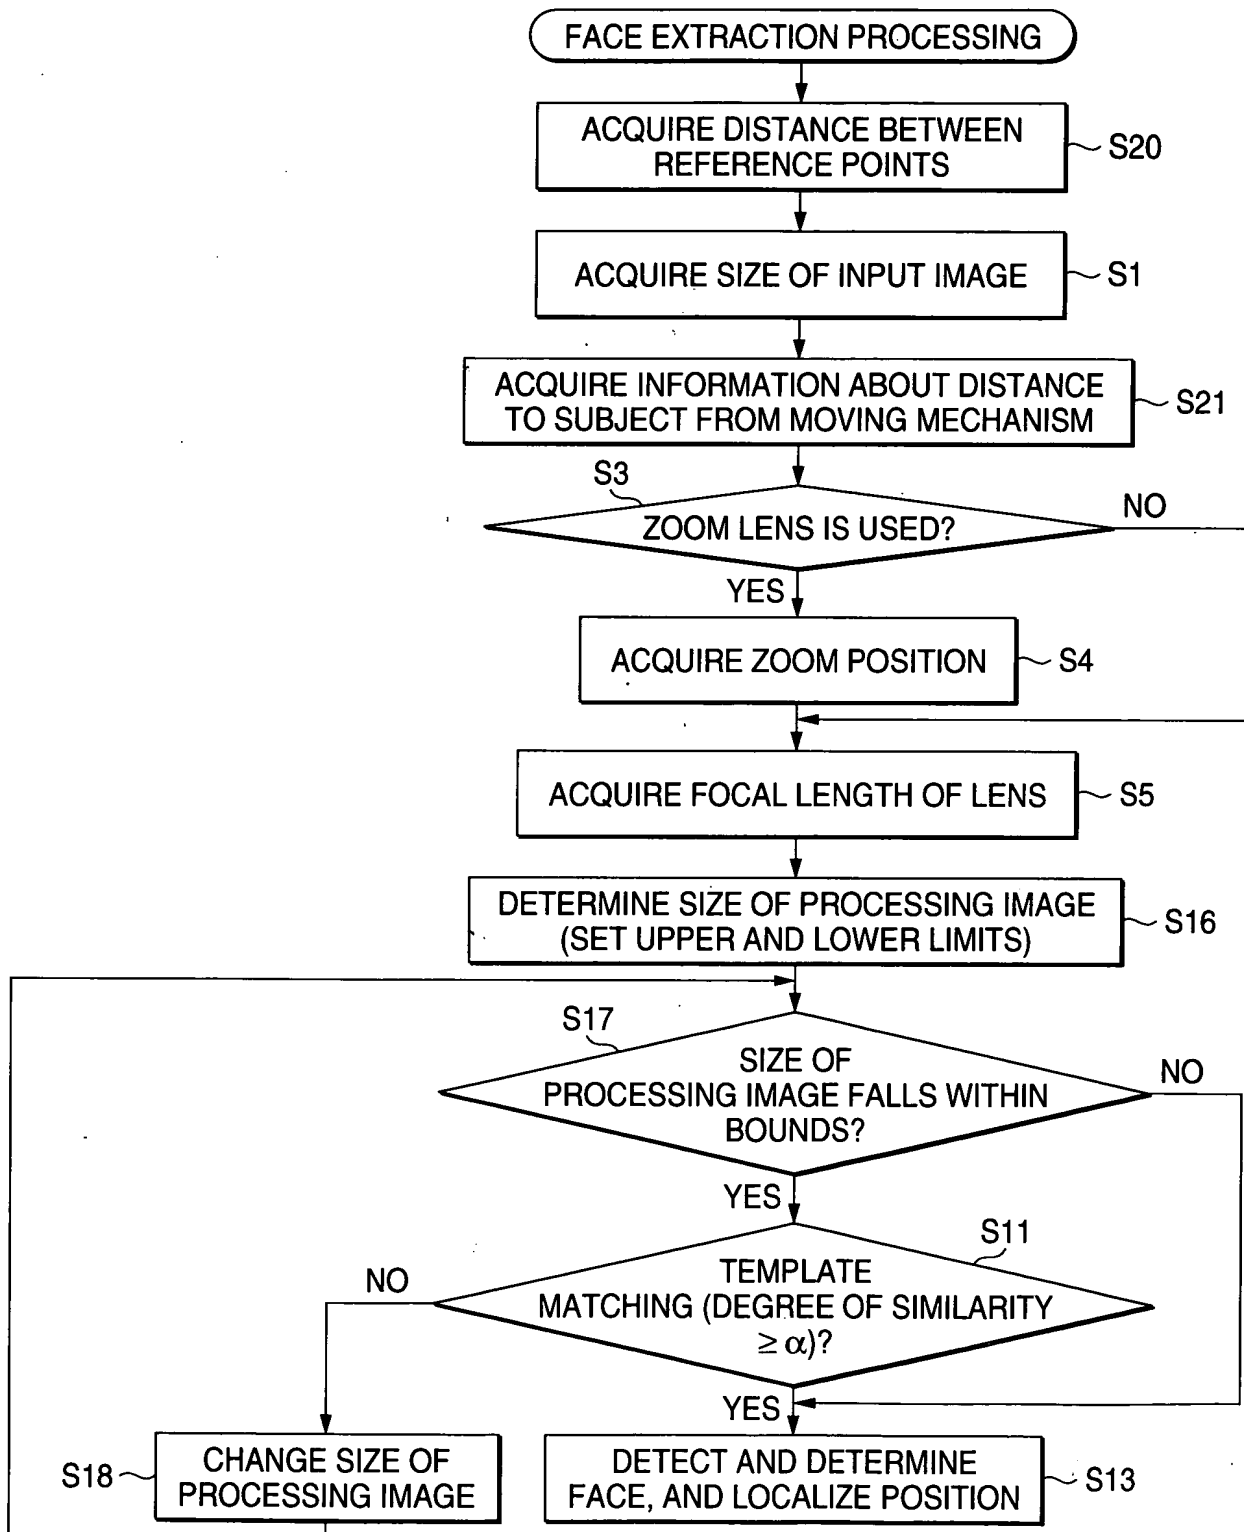 FACE EXTRACTION PROCESSING
ACQUIRE DISTANCE BETWEEN
REFERENCE POINTS
S20
ACQUIRE SIZE OF INPUT IMAGE
S1
ACQUIRE INFORMATION ABOUT DISTANCE
TO SUBJECT FROM MOVING MECHANISM
S21
S3
ZOOM LENS IS USED?
NO
YES
ACQUIRE ZOOM POSITION
S4
ACQUIRE FOCAL LENGTH OF LENS
S5
DETERMINE SIZE OF PROCESSING IMAGE
(SET UPPER AND LOWER LIMITS)
S16
S17
SIZE OF
PROCESSING IMAGE FALLS WITHIN
BOUNDS?
NO
YES
S11
TEMPLATE
MATCHING (DEGREE OF SIMILARITY
≥ α)?
NO
YES
S18
CHANGE SIZE OF
PROCESSING IMAGE
DETECT AND DETERMINE
FACE, AND LOCALIZE POSITION
S13